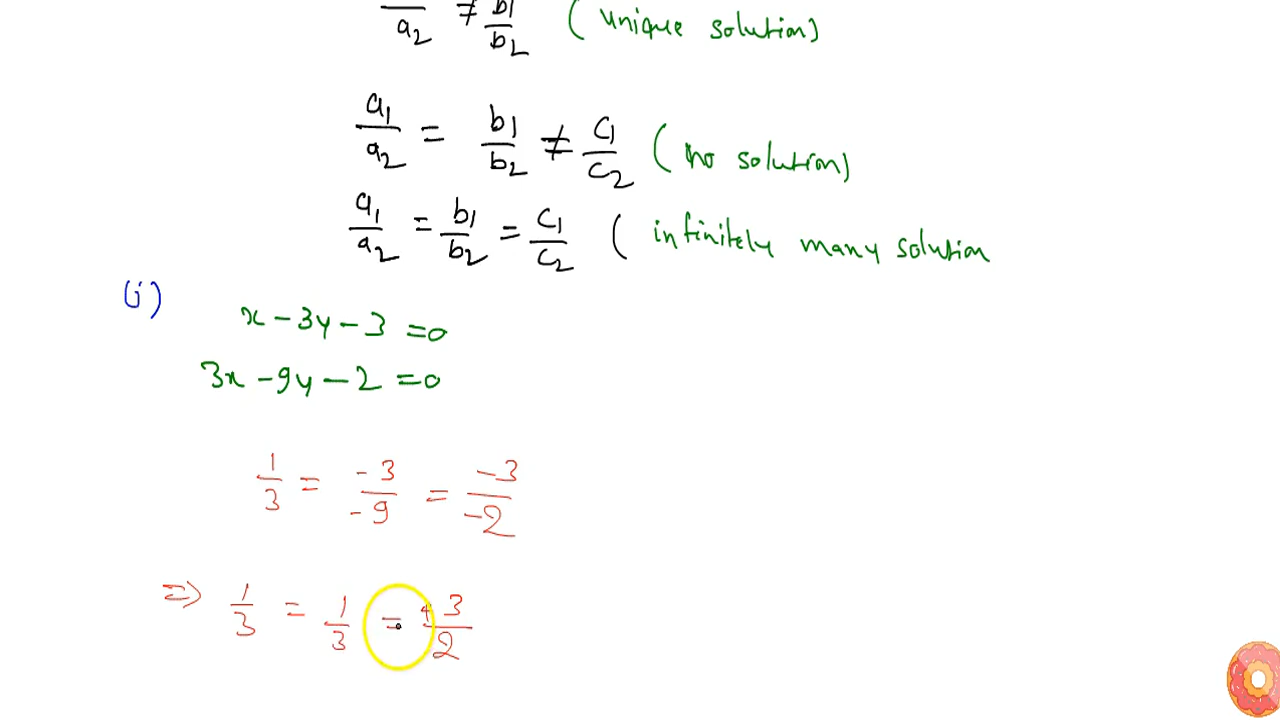 a₂ ≠ b₁/b₂ (unique solution)
a₁/a₂ = b₁/b₂ ≠ c₁/c₂ (no solution)
a₁/a₂ = b₁/b₂ = c₁/c₂ ( infinitely many solution
(i)
x - 3y - 3 = 0
3x - 9y - 2 = 0
1/3 = -3/-9 = -3/-2
⇒ 1/3 = 1/3 = + 3/2